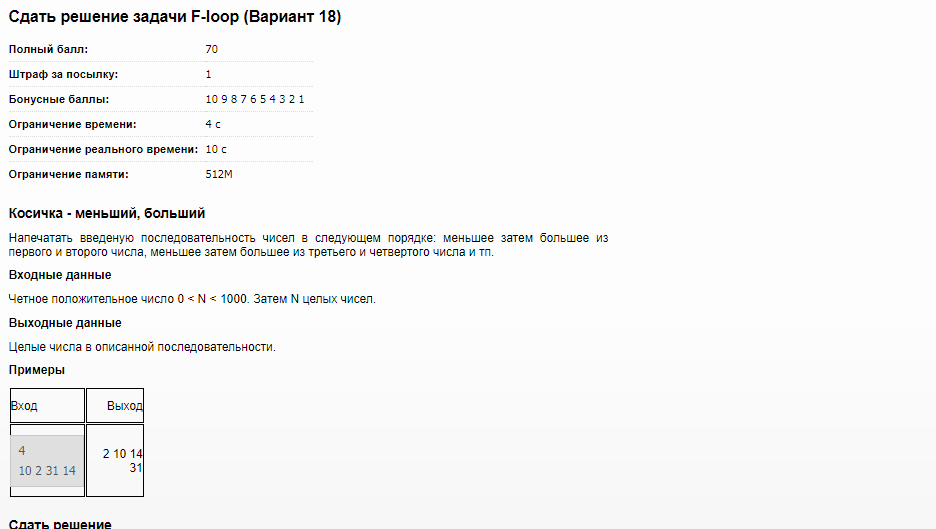 Сдать решение задачи F-loop (Вариант 18)
Полный балл: 70
Штраф за посылку: 1
Бонусные баллы: 10 9 8 7 6 5 4 3 2 1
Ограничение времени: 4 с
Ограничение реального времени: 10 с
Ограничение памяти: 512M
Косичка - меньший, больший
Напечатать введеную последовательность чисел в следующем порядке: меньшее затем большее из
первого и второго числа, меньшее затем большее из третьего и четвертого числа и тп.
Входные данные
Четное положительное число 0 < N < 1000. Затем N целых чисел.
Выходные данные
Целые числа в описанной последовательности.
Примеры
Вход Выход
4
10 2 31 14
2 10 14
31
Сдать решение